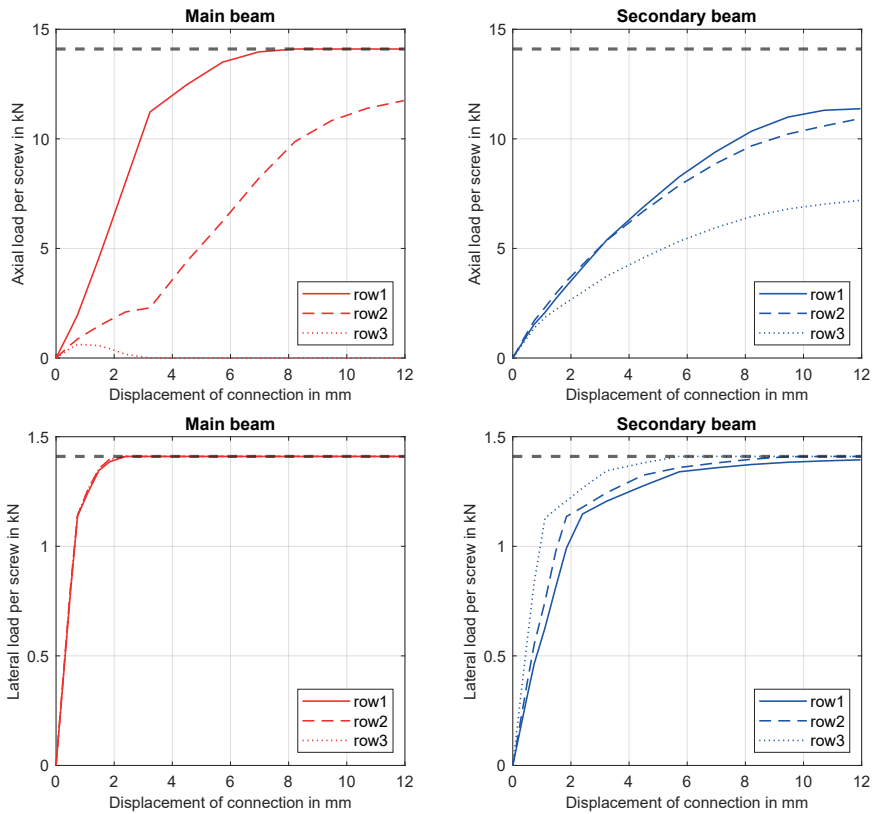 Main beam
Axial load per screw in kN
15
10
5
0
row1
row2
row3
0 2 4 6 8 10 12
Displacement of connection in mm
Secondary beam
Axial load per screw in kN
15
10
5
0
row1
row2
row3
0 2 4 6 8 10 12
Displacement of connection in mm
Main beam
Lateral load per screw in kN
1.5
1
0.5
0
row1
row2
row3
0 2 4 6 8 10 12
Displacement of connection in mm
Secondary beam
Lateral load per screw in kN
1.5
1
0.5
0
row1
row2
row3
0 2 4 6 8 10 12
Displacement of connection in mm